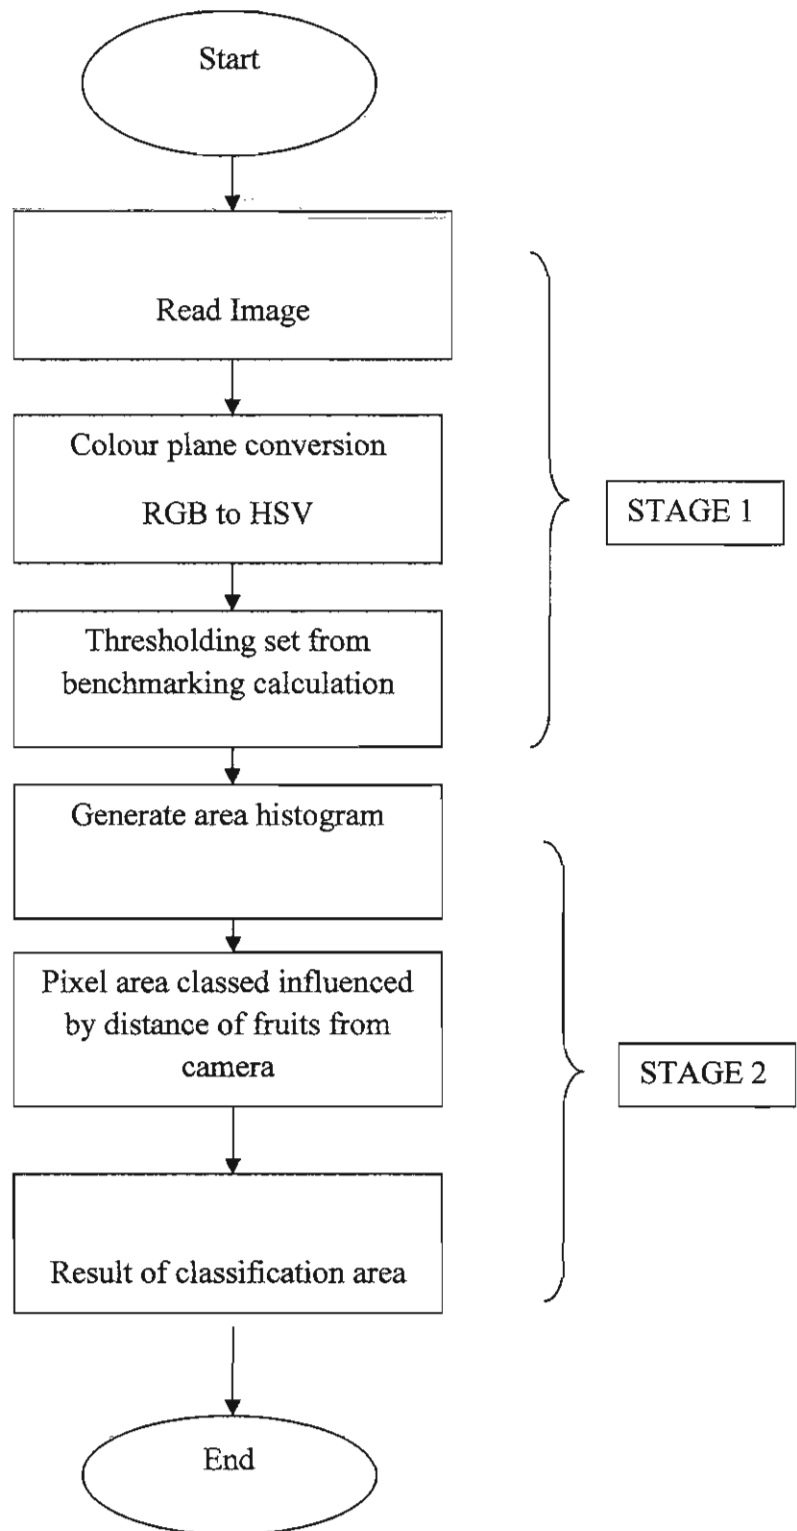 Start
Read Image
Colour plane conversion
RGB to HSV
Thresholding set from
benchmarking calculation
STAGE 1
Generate area histogram
Pixel area classed influenced
by distance of fruits from
camera
Result of classification area
STAGE 2
End